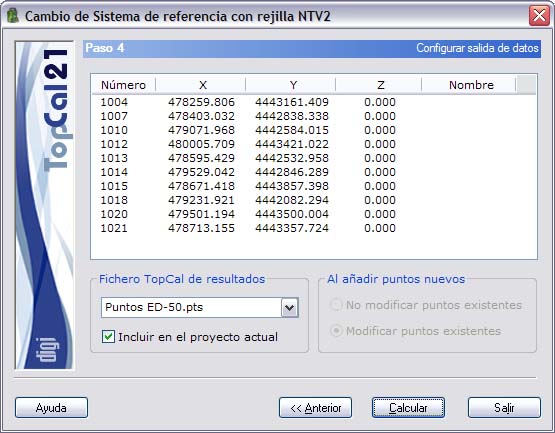 Cambio de Sistema de referencia con rejilla NTV2
Paso 4
Configurar salida de datos
TopCal21
digi
Número X Y Z Nombre
1004 478259.806 4443161.409 0.000
1007 478403.032 4442838.338 0.000
1010 479071.968 4442584.015 0.000
1012 480005.709 4443421.022 0.000
1013 478595.429 4442532.958 0.000
1014 479529.042 4442846.289 0.000
1015 478671.418 4443857.398 0.000
1018 479231.921 4442082.294 0.000
1020 479501.194 4443500.004 0.000
1021 478713.155 4443357.724 0.000
Fichero TopCal de resultados
Puntos ED-50.pts
Incluir en el proyecto actual
Al añadir puntos nuevos
No modificar puntos existentes
Modificar puntos existentes
Ayuda
<< Anterior
Calcular
Salir